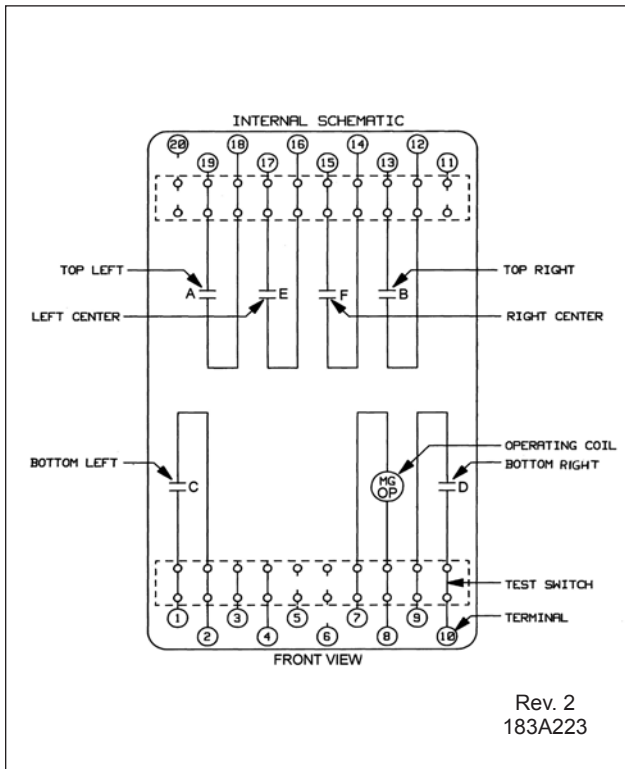 INTERNAL SCHEMATIC
20 18 16 14 12
19 17 15 13 11
TOP LEFT
A
E
F
B
TOP RIGHT
LEFT CENTER
RIGHT CENTER
BOTTOM LEFT
C
MG
OP
D
OPERATING COIL
BOTTOM RIGHT
TEST SWITCH
1 3 5 7 9
TERMINAL
2 4 6 8 10
FRONT VIEW
Rev. 2
183A223